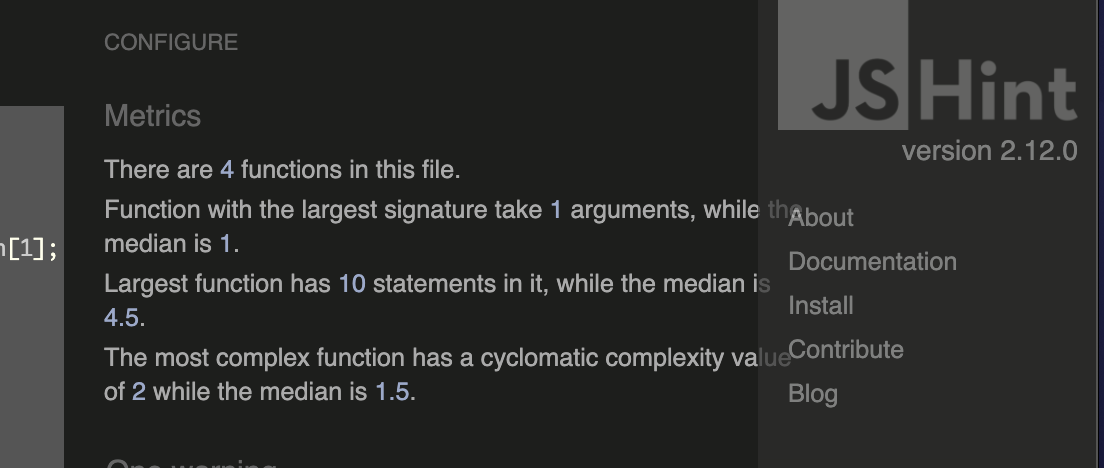 CONFIGURE
Metrics
There are 4 functions in this file.
Function with the largest signature take 1 arguments, while the
median is 1.
Largest function has 10 statements in it, while the median is
4.5.
The most complex function has a cyclomatic complexity value
of 2 while the median is 1.5.
One warning
[1];
JSHint
version 2.12.0
About
Documentation
Install
Contribute
Blog